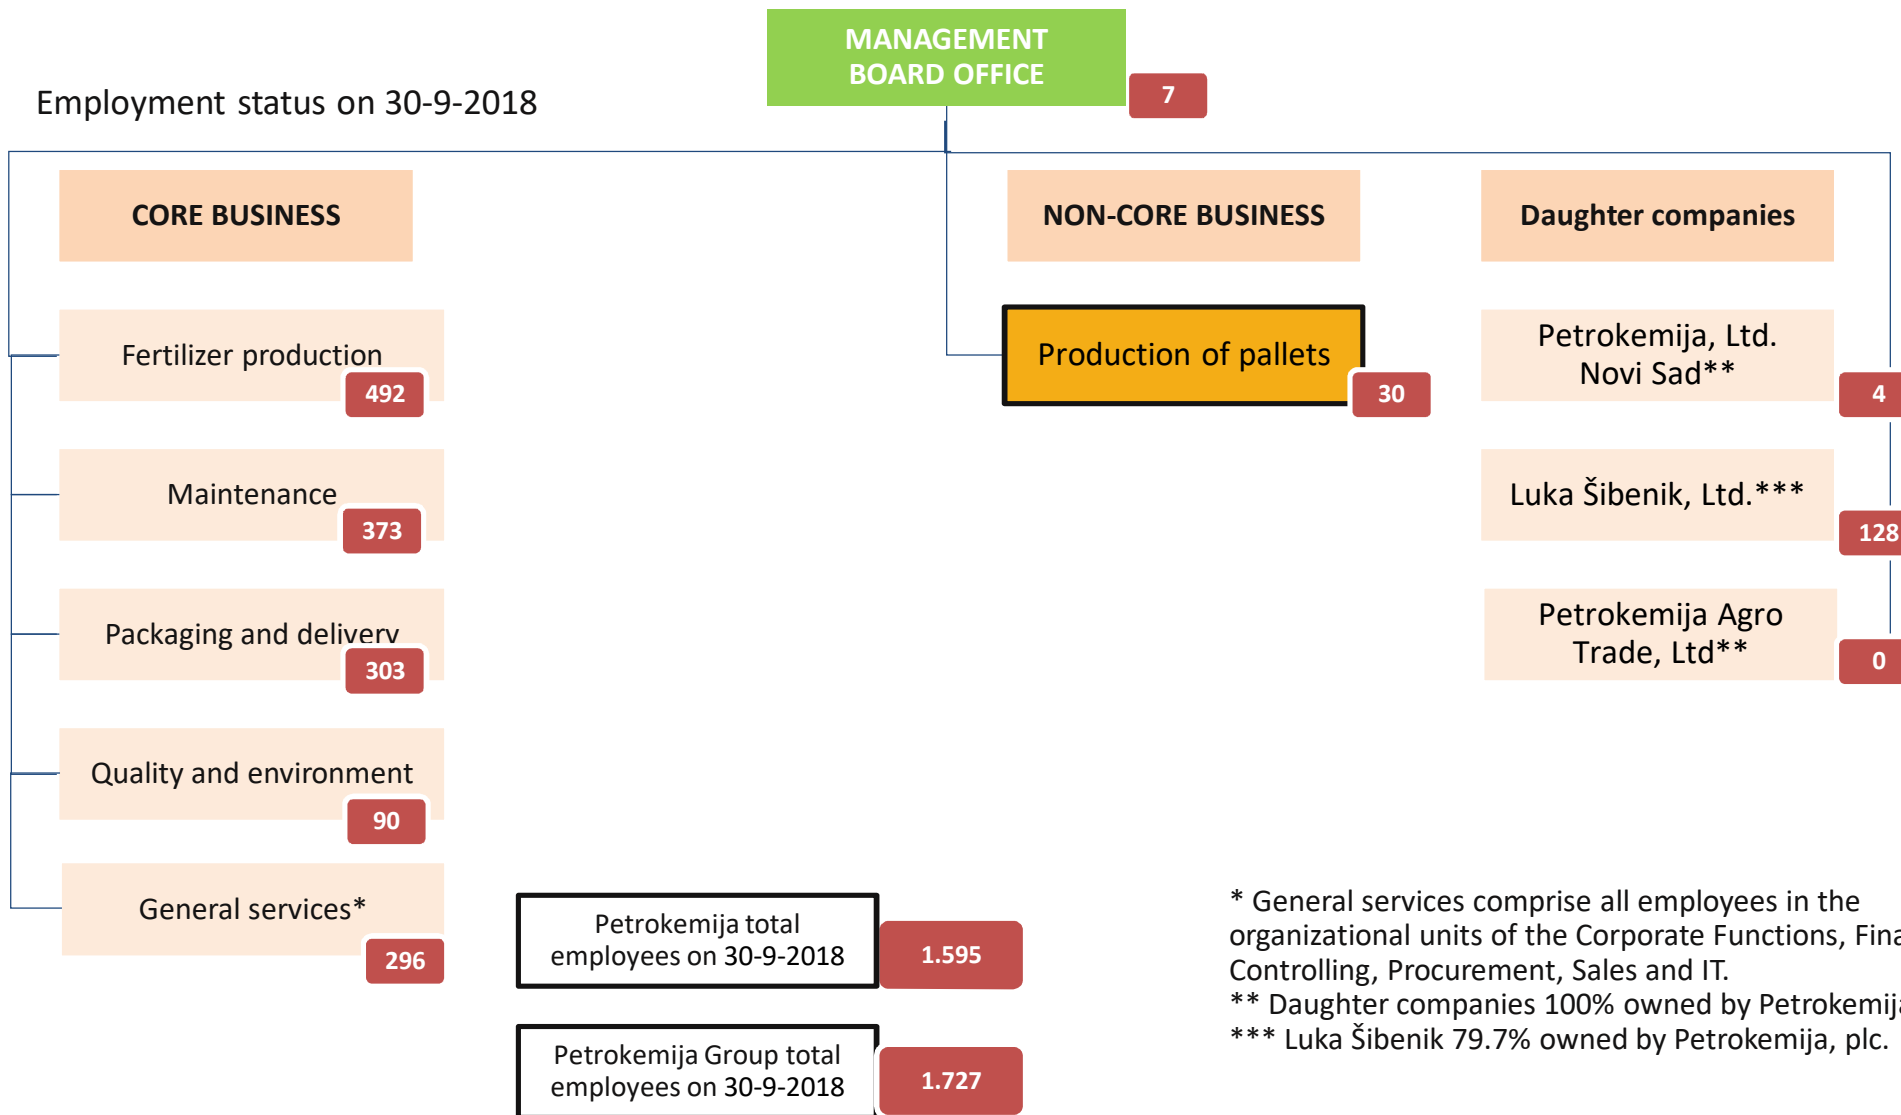 MANAGEMENT
BOARD OFFICE
7
Employment status on 30-9-2018
CORE BUSINESS
NON-CORE BUSINESS
Daughter companies
Fertilizer production
492
Production of pallets
30
Petrokemija, Ltd.
Novi Sad**
4
Maintenance
373
Luka Šibenik, Ltd.***
128
Packaging and delivery
303
Petrokemija Agro
Trade, Ltd**
0
Quality and environment
90
General services*
296
Petrokemija total
employees on 30-9-2018
1.595
Petrokemija Group total
employees on 30-9-2018
1.727
* General services comprise all employees in the
organizational units of the Corporate Functions,
Controlling, Procurement, Sales and IT.
** Daughter companies 100% owned by Petrokemija
*** Luka Šibenik 79.7% owned by Petrokemija, plc.